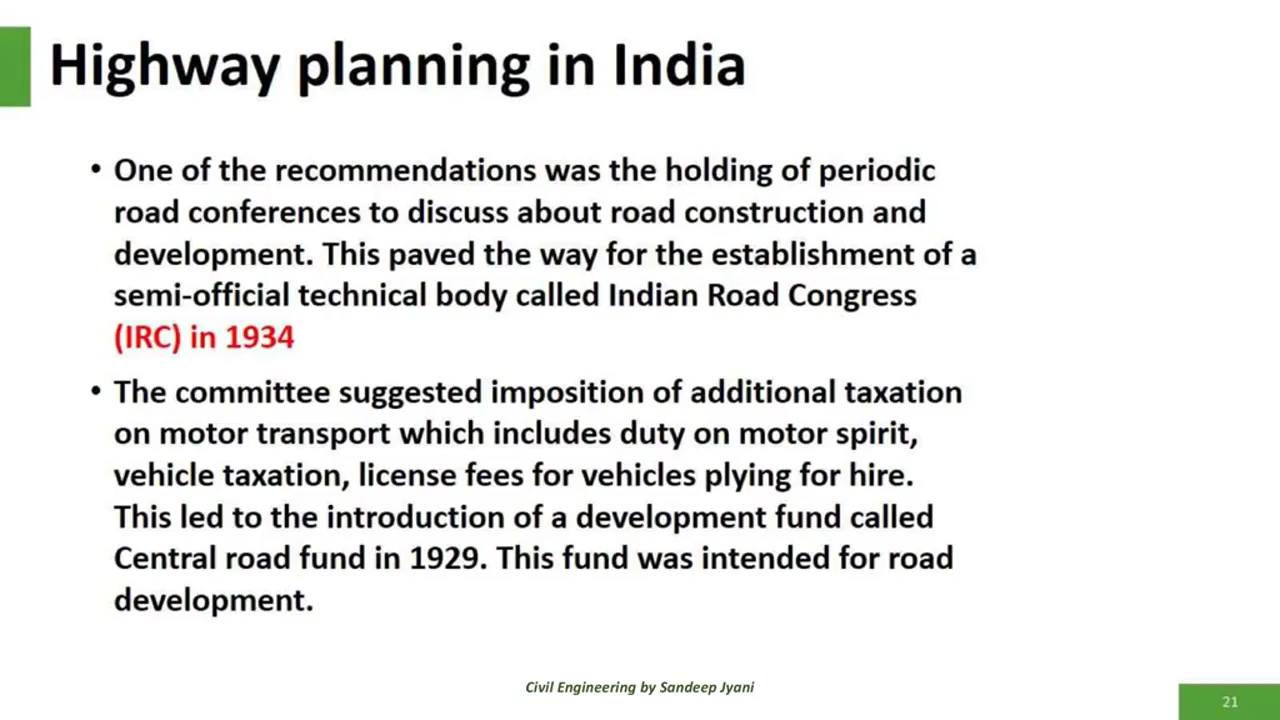 Highway planning in India
• One of the recommendations was the holding of periodic
road conferences to discuss about road construction and
development. This paved the way for the establishment of a
semi-official technical body called Indian Road Congress
(IRC) in 1934
• The committee suggested imposition of additional taxation
on motor transport which includes duty on motor spirit,
vehicle taxation, license fees for vehicles plying for hire.
This led to the introduction of a development fund called
Central road fund in 1929. This fund was intended for road
development.
Civil Engineering by Sandeep Jyani
21